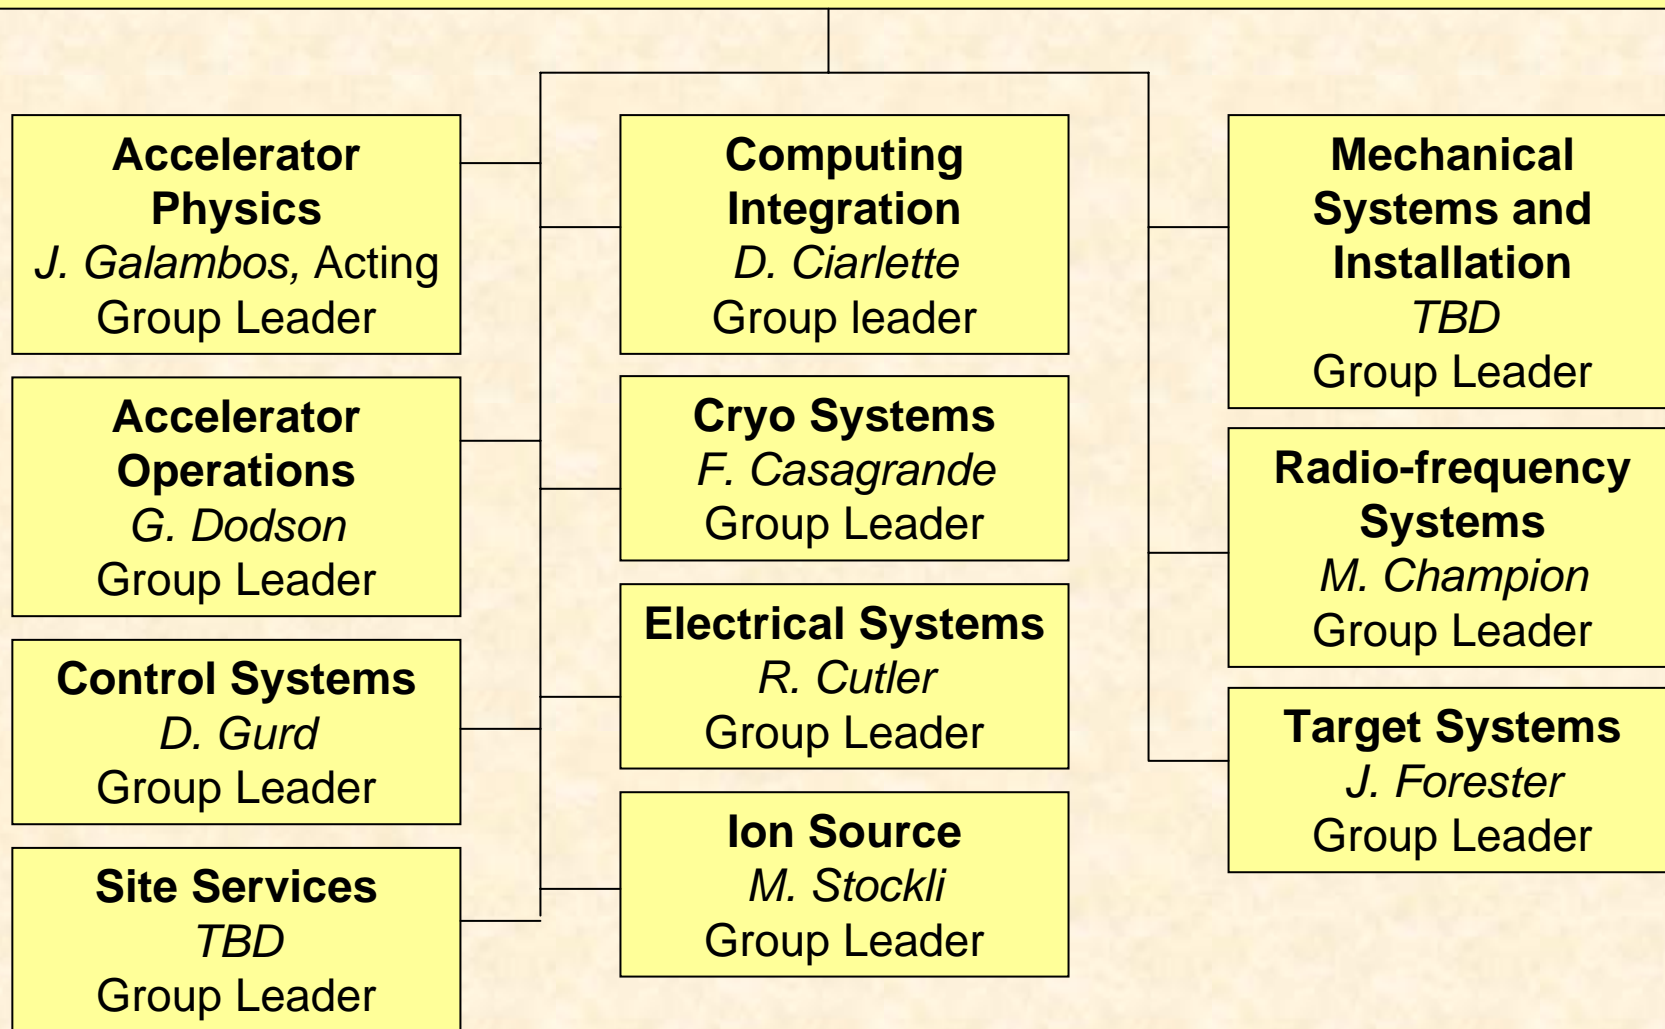 Accelerator
Physics
J. Galambos, Acting
Group Leader
Accelerator
Operations
G. Dodson
Group Leader
Control Systems
D. Gurd
Group Leader
Site Services
TBD
Group Leader
Computing
Integration
D. Ciarlette
Group leader
Cryo Systems
F. Casagrande
Group Leader
Electrical Systems
R. Cutler
Group Leader
Ion Source
M. Stockli
Group Leader
Mechanical
Systems and
Installation
TBD
Group Leader
Radio-frequency
Systems
M. Champion
Group Leader
Target Systems
J. Forester
Group Leader